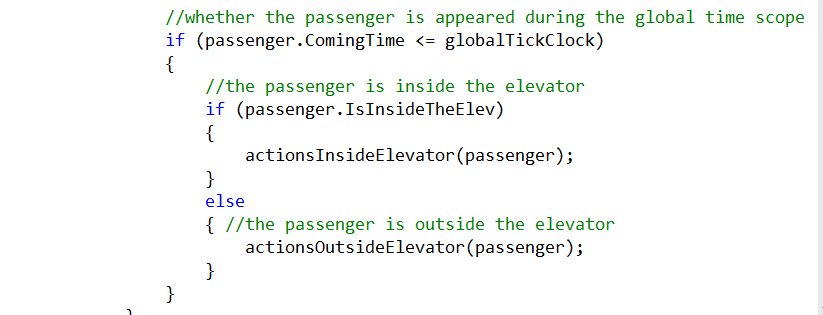 //whether the passenger is appeared during the global time scope
if (passenger.ComingTime <= globalTickClock)
{
//the passenger is inside the elevator
if (passenger.IsInsideTheElev)
{
actionsInsideElevator(passenger);
}
else
{ //the passenger is outside the elevator
actionsOutsideElevator(passenger);
}
}
}